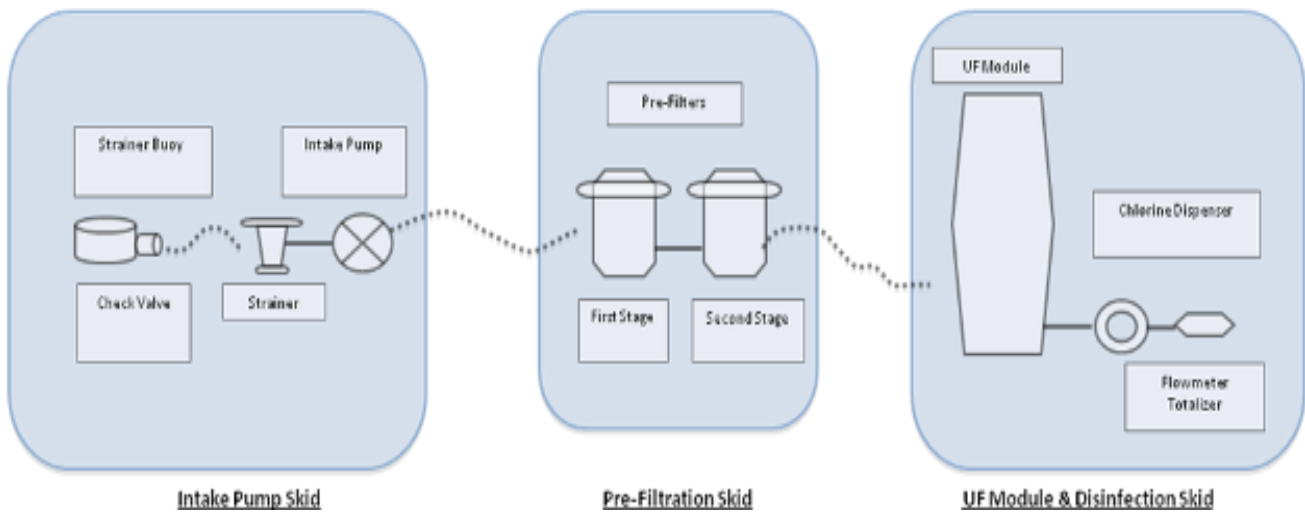 UF Module
Pre-Filters
Strainer Buoy
Intake Pump
Chlorine Dispenser
Check Valve
Strainer
First Stage
Second Stage
Flowmeter
Totalizer
Intake Pump Skid
Pre-Filtration Skid
UF Module & Disinfection Skid